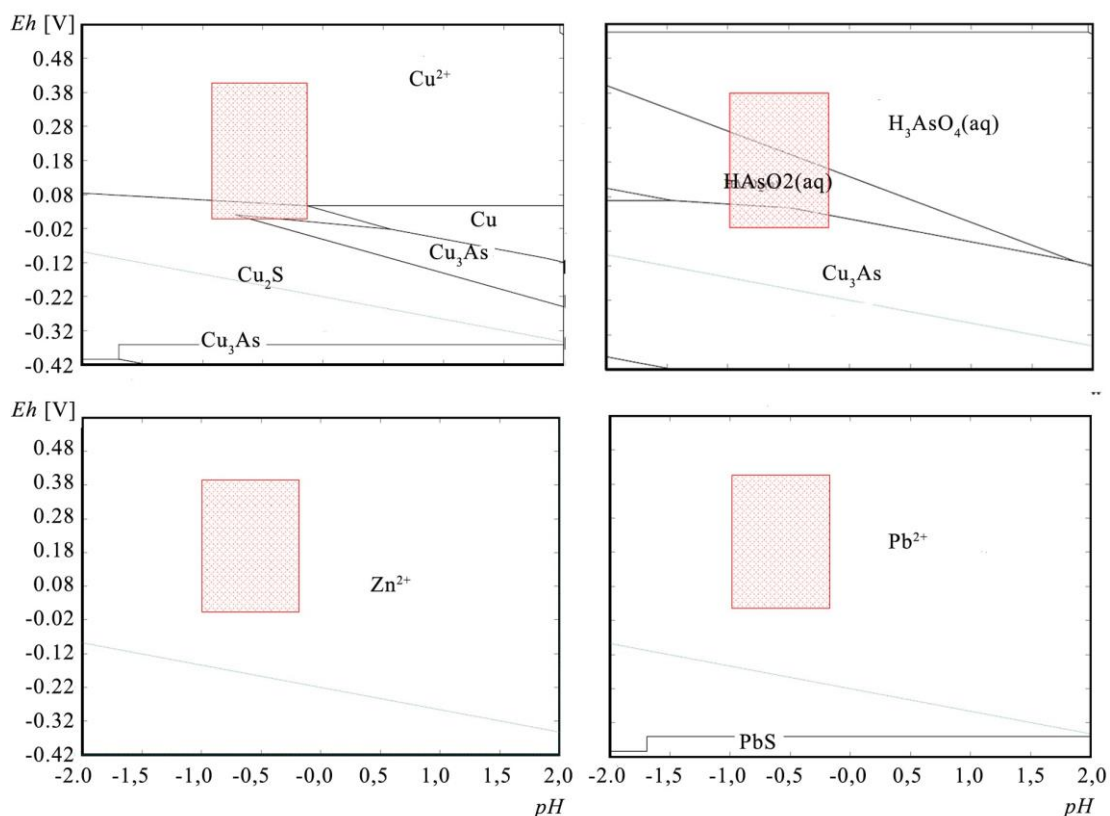 Eh [V]
0.48
0.38
0.28
0.18
0.08
-0.02
-0.12
-0.22
-0.32
-0.42
Cu²⁺
Cu
Cu₃As
Cu₂S
Cu₃As
H₃AsO₄(aq)
HAsO2(aq)
Cu₃As
Eh [V]
0.48
0.38
0.28
0.18
0.08
-0.02
-0.12
-0.22
-0.32
-0.42
Zn²⁺
-2.0 -1,5 -1,0 -0,5 -0,0 0,5 1,0 1,5 2,0
pH
Pb²⁺
PbS
-2.0 -1,5 -1,0 -0,5 -0,0 0,5 1,0 1,5 2,0
pH